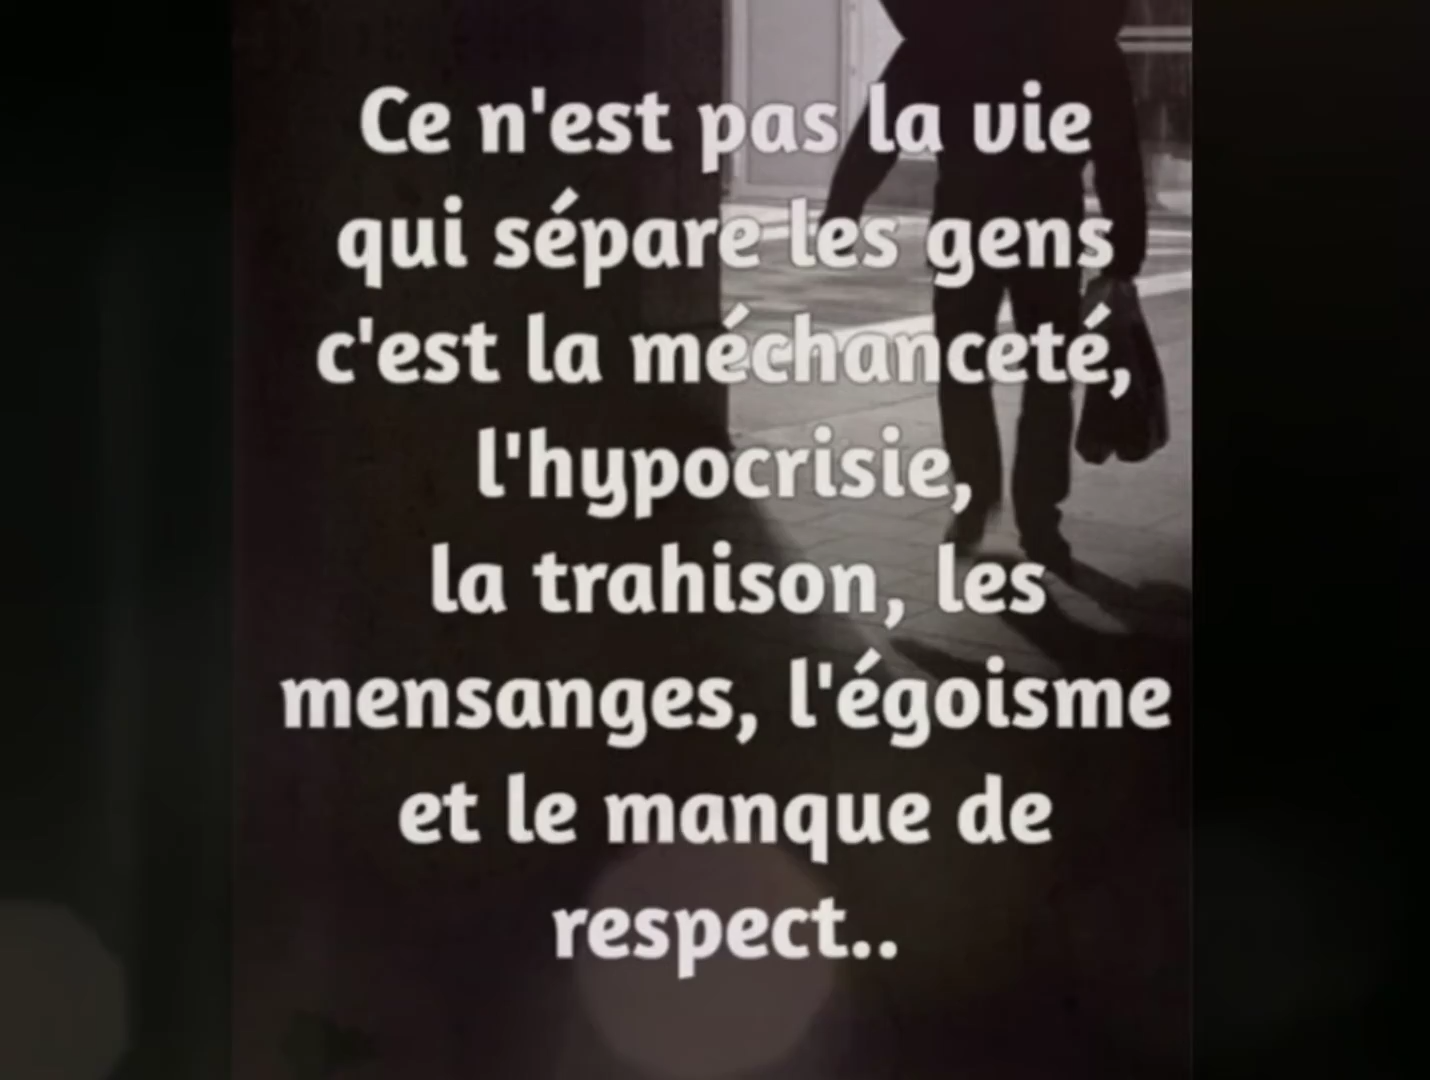 Ce n'est pas la vie
qui sépare les gens
c'est la méchanceté,
l'hypocrisie,
la trahison, les
mensanges, l'égoisme
et le manque de
respect..